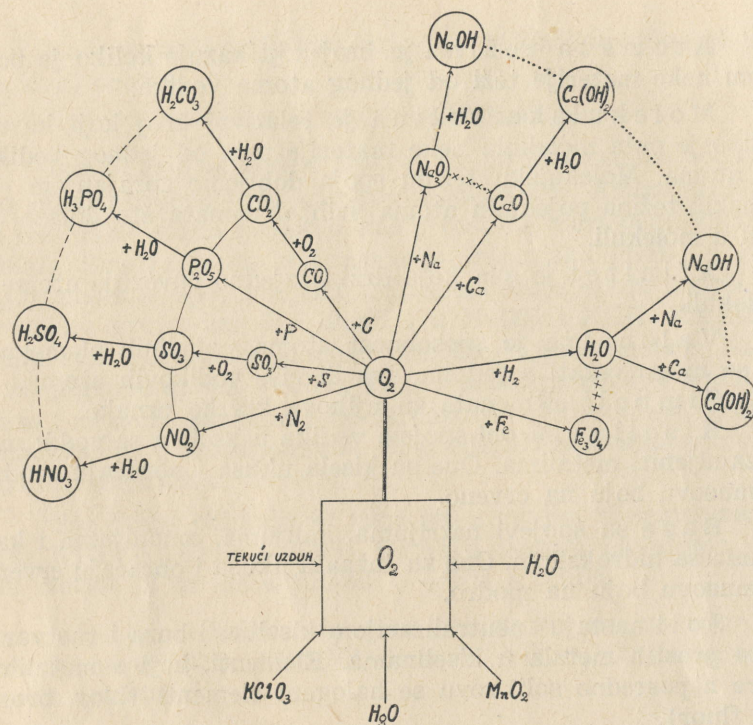 NaOH
H₂CO₃
Ca(OH)₂
+H₂O
+H₂O
+H₂O
Na₂O
H₃PO₄
CO₂
CaO
+O₂
+H₂O
P₂O₅
CO
+Na
NaOH
+Ca
+P
+C
+Na
H₂SO₄
+H₂O
SO₃
+O₂
SO₂
+S
O₂
+H₂
H₂O
+Ca
Ca(OH)₂
+N₂
+Fe
NO₂
Fe₃O₄
HNO₃
+H₂O
TEKUĆI UZDUH
O₂
H₂O
KClO₃
HgO
MnO₂